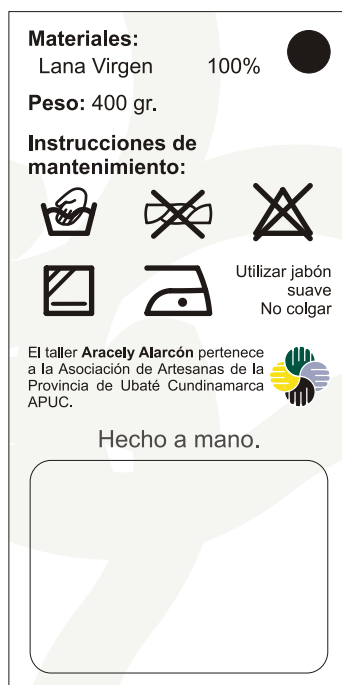 Materiales:
Lana Virgen 100%
Peso: 400 gr.
Instrucciones de
mantenimiento:
Utilizar jabón
suave
No colgar
El taller Aracely Alarcón pertenece
a la Asociación de Artesanas de la
Provincia de Ubaté Cundinamarca
APUC.
Hecho a mano.